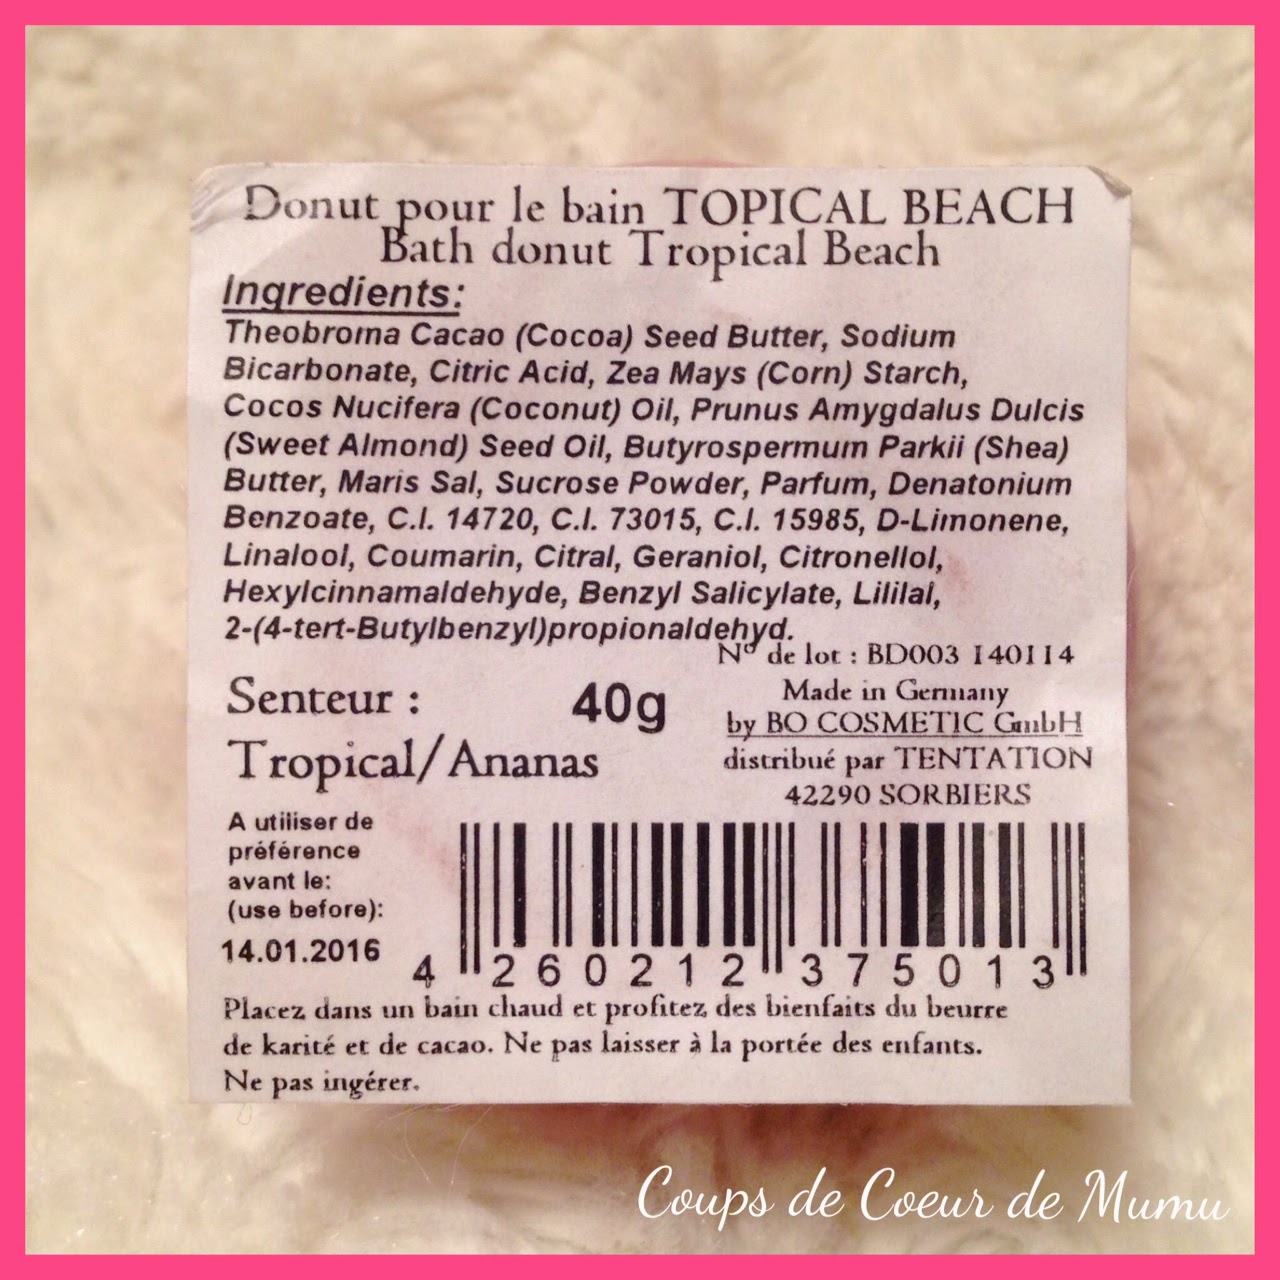 Donut pour le bain TOPICAL BEACH
Bath donut Tropical Beach
Ingredients:
Theobroma Cacao (Cocoa) Seed Butter, Sodium
Bicarbonate, Citric Acid, Zea Mays (Corn) Starch,
Cocos Nucifera (Coconut) Oil, Prunus Amygdalus Dulcis
(Sweet Almond) Seed Oil, Butyrospermum Parkii (Shea)
Butter, Maris Sal, Sucrose Powder, Parfum, Denatonium
Benzoate, C.I. 14720, C.I. 73015, C.I. 15985, D-Limonene,
Linalool, Coumarin, Citral, Geraniol, Citronellol,
Hexylcinnamaldehyde, Benzyl Salicylate, Lililal,
2-(4-tert-Butylbenzyl)propionaldehyd.
N° de lot : BD003 140114
Senteur :
40g
Made in Germany
by BO COSMETIC GmbH
Tropical/Ananas
distribué par TENTATION
42290 SORBIERS
A utiliser de
préférence
avant le:
(use before):
14.01.2016
4 260212 375013
Placez dans un bain chaud et profitez des bienfaits du beurre
de karité et de cacao. Ne pas laisser à la portée des enfants.
Ne pas ingérer.
Coups de Coeur de Mumu